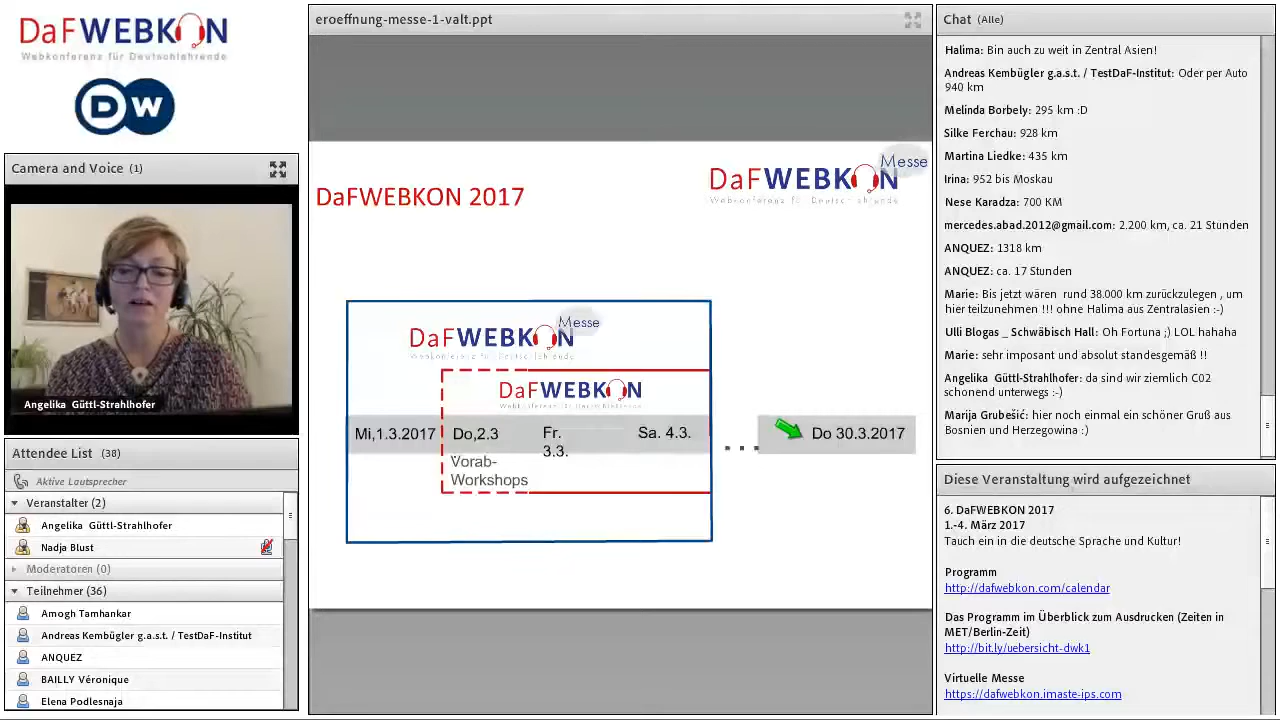 DaFWEBKON
Webkonferenz für Deutschlehrende
DW
Camera and Voice (1)
Angelika Güttl-Strahlhofer
Attendee List (38)
Aktive Lautsprecher
Veranstalter (2)
Angelika Güttl-Strahlhofer
Nadja Blust
Moderatoren (0)
Teilnehmer (36)
Amogh Tamhankar
Andreas Kembügler g.a.s.t. / TestDaF-Institut
ANQUEZ
BAILLY Véronique
Elena Podlesnaja
eroeffnung-messe-1-valt.ppt
Messe
DaFWEBKON
Webkonferenz für Deutschlehrende
DaFWEBKON 2017
Messe
DaFWEBKON
Webkonferenz für Deutschlehrende
DaFWEBKON
Webkonferenz für Deutschlehrende
Mi,1.3.2017 Do,2.3 Fr. 3.3. Sa. 4.3. ... Do 30.3.2017
Vorab-
Workshops
Chat (Alle)
Halima: Bin auch zu weit in Zentral Asien!
Andreas Kembügler g.a.s.t. / TestDaF-Institut: Oder per Auto
940 km
Melinda Borbely: 295 km :D
Silke Ferchau: 928 km
Martina Liedke: 435 km
Irina: 952 bis Moskau
Nese Karadza: 700 KM
mercedes.abad.2012@gmail.com: 2.200 km, ca. 21 Stunden
ANQUEZ: 1318 km
ANQUEZ: ca. 17 Stunden
Marie: Bis jetzt wären rund 38.000 km zurückzulegen , um
hier teilzunehmen !!! ohne Halima aus Zentralasien :-)
Ulli Blogas _ Schwäbisch Hall: Oh Fortuna ;) LOL hahaha
Marie: sehr imposant und absolut standesgemäß !!
Angelika Güttl-Strahlhofer: da sind wir ziemlich C02
schonend unterwegs :-)
Marija Grubešić: hier noch einmal ein schöner Gruß aus
Bosnien und Herzegowina :)
Diese Veranstaltung wird aufgezeichnet
6. DaFWEBKON 2017
1.-4. März 2017
Tauch ein in die deutsche Sprache und Kultur!
Programm
http://dafwebkon.com/calendar
Das Programm im Überblick zum Ausdrucken (Zeiten in
MET/Berlin-Zeit)
http://bit.ly/uebersicht-dwk1
Virtuelle Messe
https://dafwebkon.imaste-ips.com